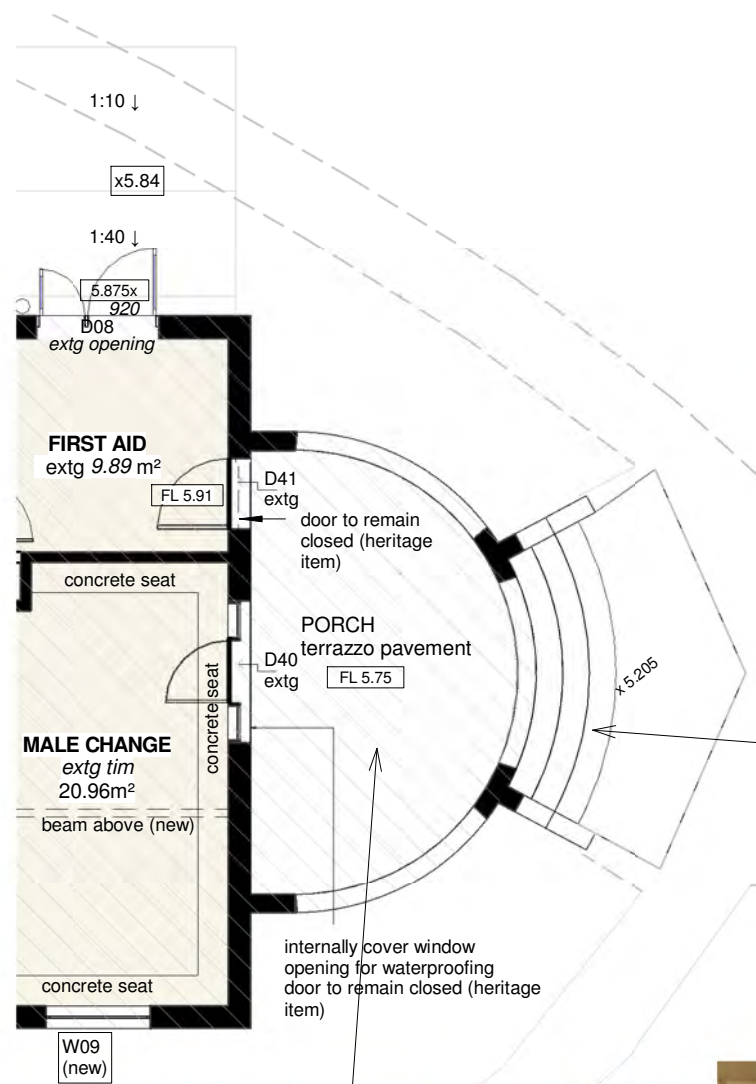 1:10 ↓
x5.84
1:40 ↓
5.875x
920
D08
extg opening
FIRST AID
extg 9.89 m²
FL 5.91
D41
extg
door to remain
closed (heritage
item)
concrete seat
PORCH
terrazzo pavement
FL 5.75
D40
extg
concrete seat
x 5.205
MALE CHANGE
extg tim
20.96m²
beam above (new)
internally cover window
opening for waterproofing
door to remain closed (heritage
item)
concrete seat
W09
(new)